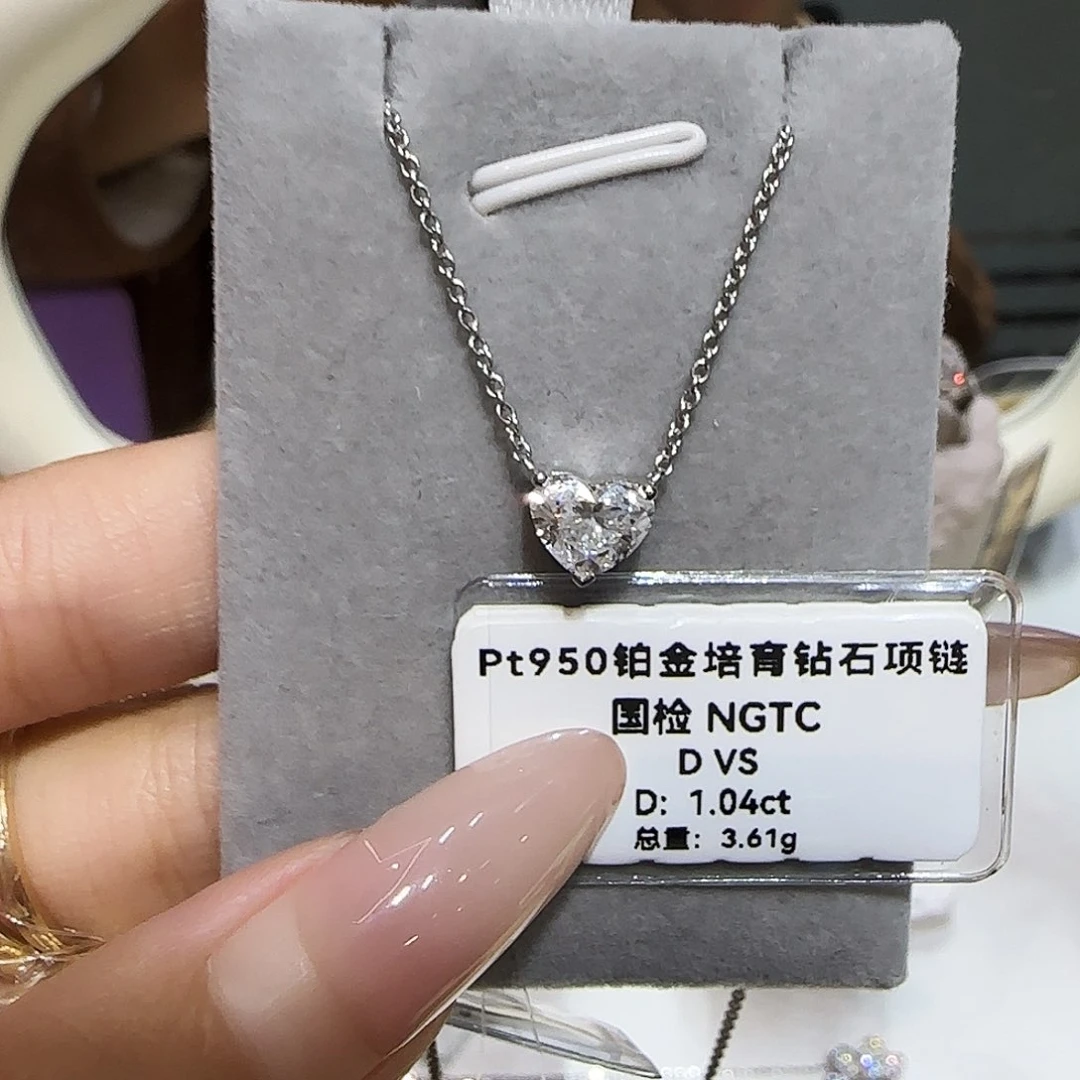 Pt950铂金培育钻石项链
国检 NGTC
D VS
D: 1.04ct
总重: 3.61g